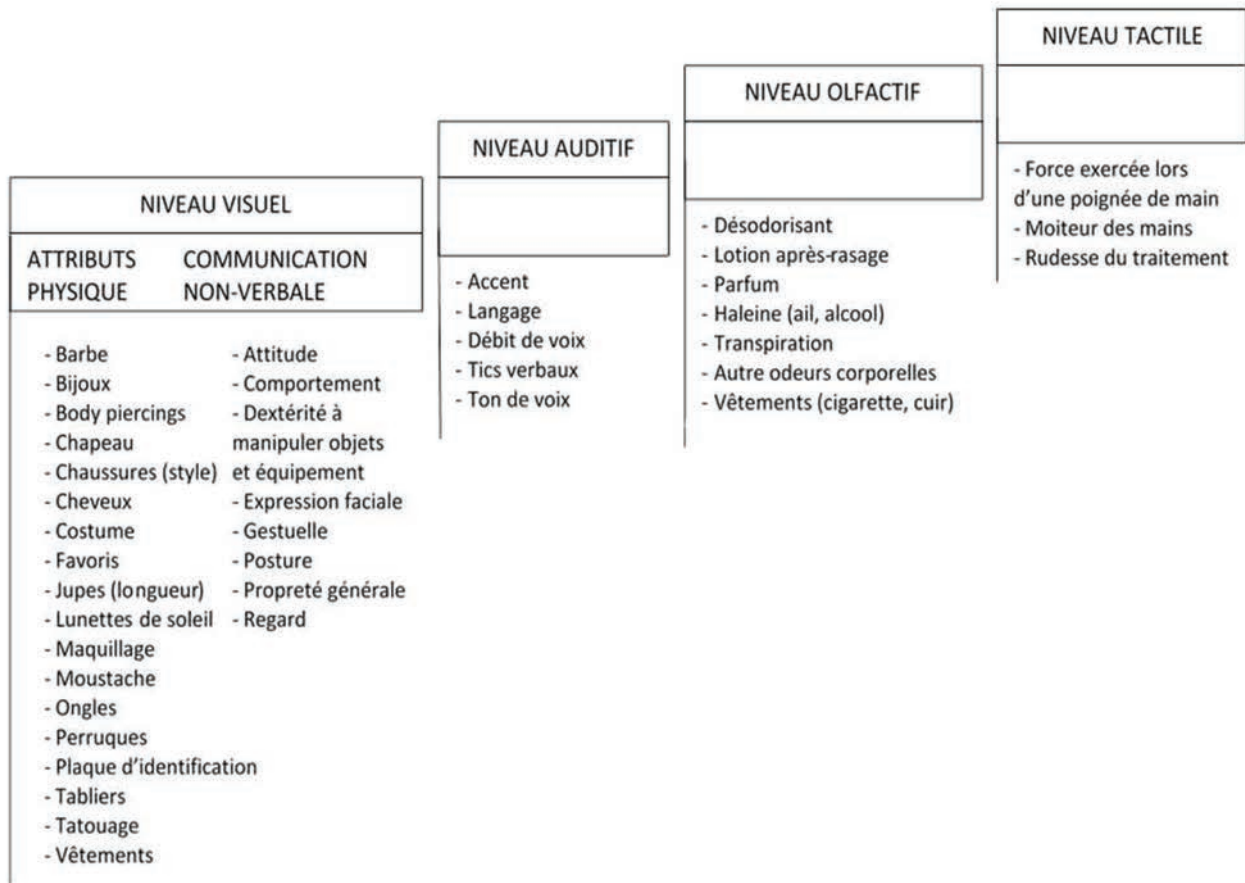 NIVEAU VISUEL
ATTRIBUTS PHYSIQUE
- Barbe
- Bijoux
- Body piercings
- Chapeau
- Chaussures (style)
- Cheveux
- Costume
- Favoris
- Jupes (longueur)
- Lunettes de soleil
- Maquillage
- Moustache
- Ongles
- Perruques
- Plaque d'identification
- Tabliers
- Tatouage
- Vêtements
COMMUNICATION
NON-VERBALE
- Attitude
- Comportement
- Dextérité à
manipuler objets
et équipement
- Expression faciale
- Gestuelle
- Posture
- Propreté générale
- Regard
NIVEAU AUDITIF
- Accent
- Langage
- Débit de voix
- Tics verbaux
- Ton de voix
NIVEAU OLFACTIF
- Désodorisant
- Lotion après-rasage
- Parfum
- Haleine (ail, alcool)
- Transpiration
- Autre odeurs corporelles
- Vêtements (cigarette, cuir)
NIVEAU TACTILE
- Force exercée lors
d'une poignée de main
- Moiteur des mains
- Rudesse du traitement